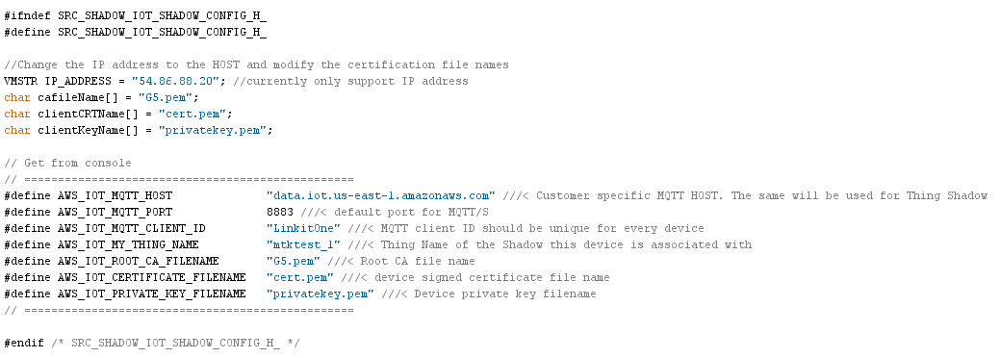 #ifndef SRC_SHADOW_IOT_SHADOW_CONFIG_H_
#define SRC_SHADOW_IOT_SHADOW_CONFIG_H_
//Change the IP address to the HOST and modify the certification file names
VMSTR IP_ADDRESS = "54.86.88.20"; //currently only support IP address
char cafileName[] = "G5.pem";
char clientCRTName[] = "cert.pem";
char clientKeyName[] = "privatekey.pem";
// Get from console
// =================================================
#define AWS_IOT_MQTT_HOST              "data.iot.us-east-1.amazonaws.com" ///< Customer specific MQTT HOST. The same will be used for Thing Shadow
#define AWS_IOT_MQTT_PORT              8883 ///< default port for MQTT/S
#define AWS_IOT_MQTT_CLIENT_ID         "LinkitOne" ///< MQTT client ID should be unique for every device
#define AWS_IOT_MY_THING_NAME          "mtktest_1" ///< Thing Name of the Shadow this device is associated with
#define AWS_IOT_ROOT_CA_FILENAME       "G5.pem" ///< Root CA file name
#define AWS_IOT_CERTIFICATE_FILENAME   "cert.pem" ///< device signed certificate file name
#define AWS_IOT_PRIVATE_KEY_FILENAME   "privatekey.pem" ///< Device private key filename
// =================================================
#endif /* SRC_SHADOW_IOT_SHADOW_CONFIG_H_ */